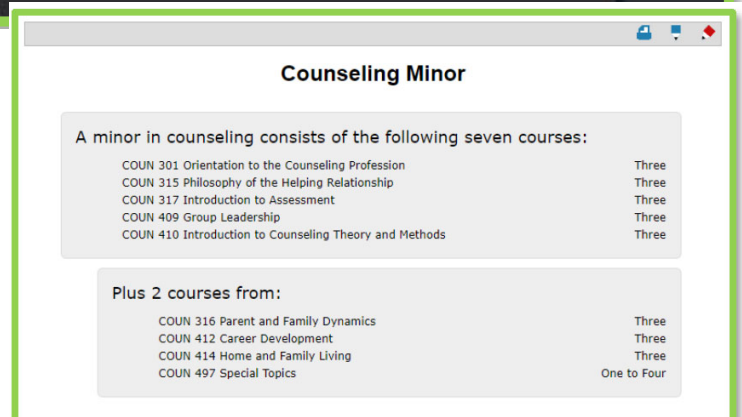 Counseling Minor
A minor in counseling consists of the following seven courses:
COUN 301 Orientation to the Counseling Profession Three
COUN 315 Philosophy of the Helping Relationship Three
COUN 317 Introduction to Assessment Three
COUN 409 Group Leadership Three
COUN 410 Introduction to Counseling Theory and Methods Three
Plus 2 courses from:
COUN 316 Parent and Family Dynamics Three
COUN 412 Career Development Three
COUN 414 Home and Family Living Three
COUN 497 Special Topics One to Four